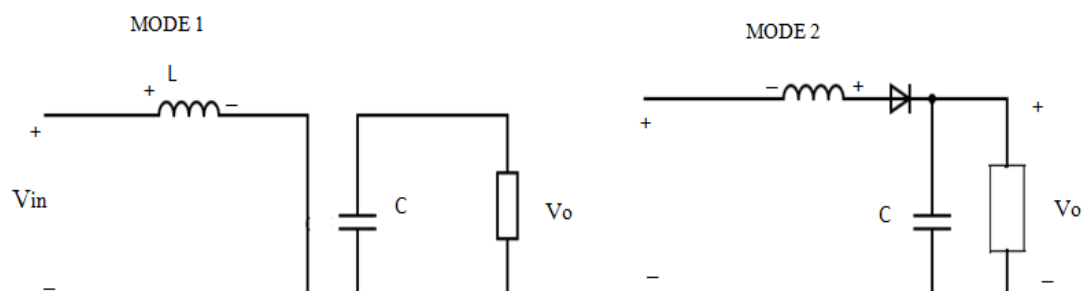 MODE 1
MODE 2
L
+ –
– +
+ + +
Vin C Vo C Vo
– – –